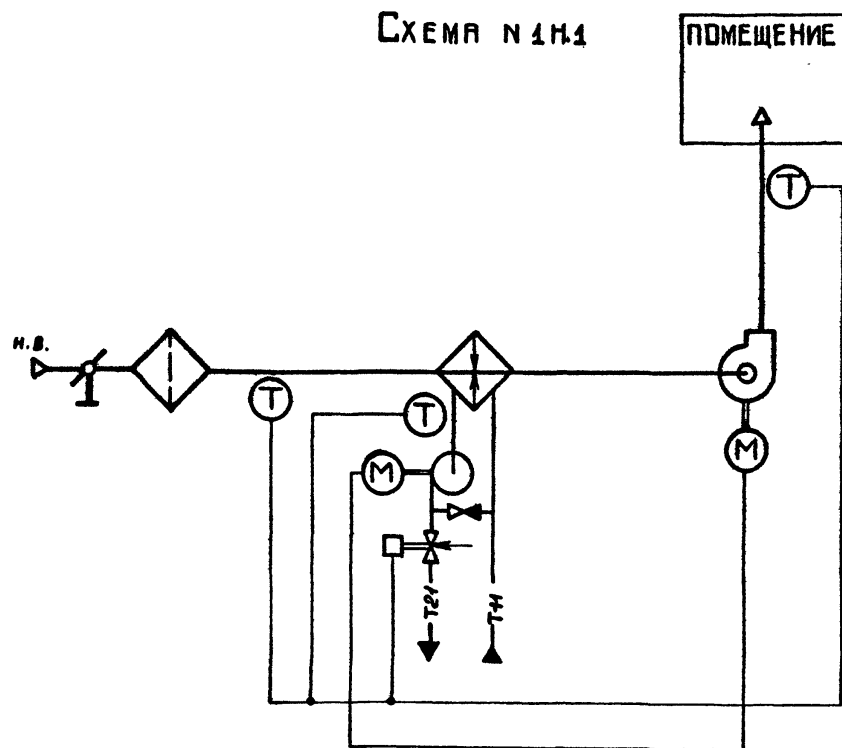 Схема N 1Н.1
ПОМЕЩЕНИЕ
Т
н.в.
Т
Т
М
М
Т21
Т11